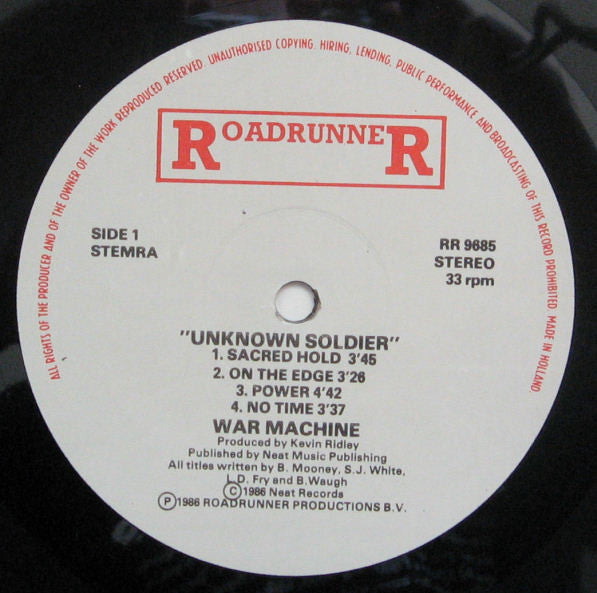 ALL RIGHTS OF THE PRODUCER AND OF THE OWNER OF THE WORK REPRODUCED RESERVED. UNAUTHORISED COPYING, HIRING, LENDING, PUBLIC PERFORMANCE AND BROADCASTING OF THIS RECORD PROHIBITED. MADE IN HOLLAND.
ROADRUNNER
SIDE 1
STEMRA
RR 9685
STEREO
33 rpm
"UNKNOWN SOLDIER"
1. SACRED HOLD 3'45
2. ON THE EDGE 3'26
3. POWER 4'42
4. NO TIME 3'37
WAR MACHINE
Produced by Kevin Ridley
Published by Neat Music Publishing
All titles written by B. Mooney, S.J. White,
L.D. Fry and B.Waugh
Ⓒ1986 Neat Records
Ⓟ1986 ROADRUNNER PRODUCTIONS B.V.